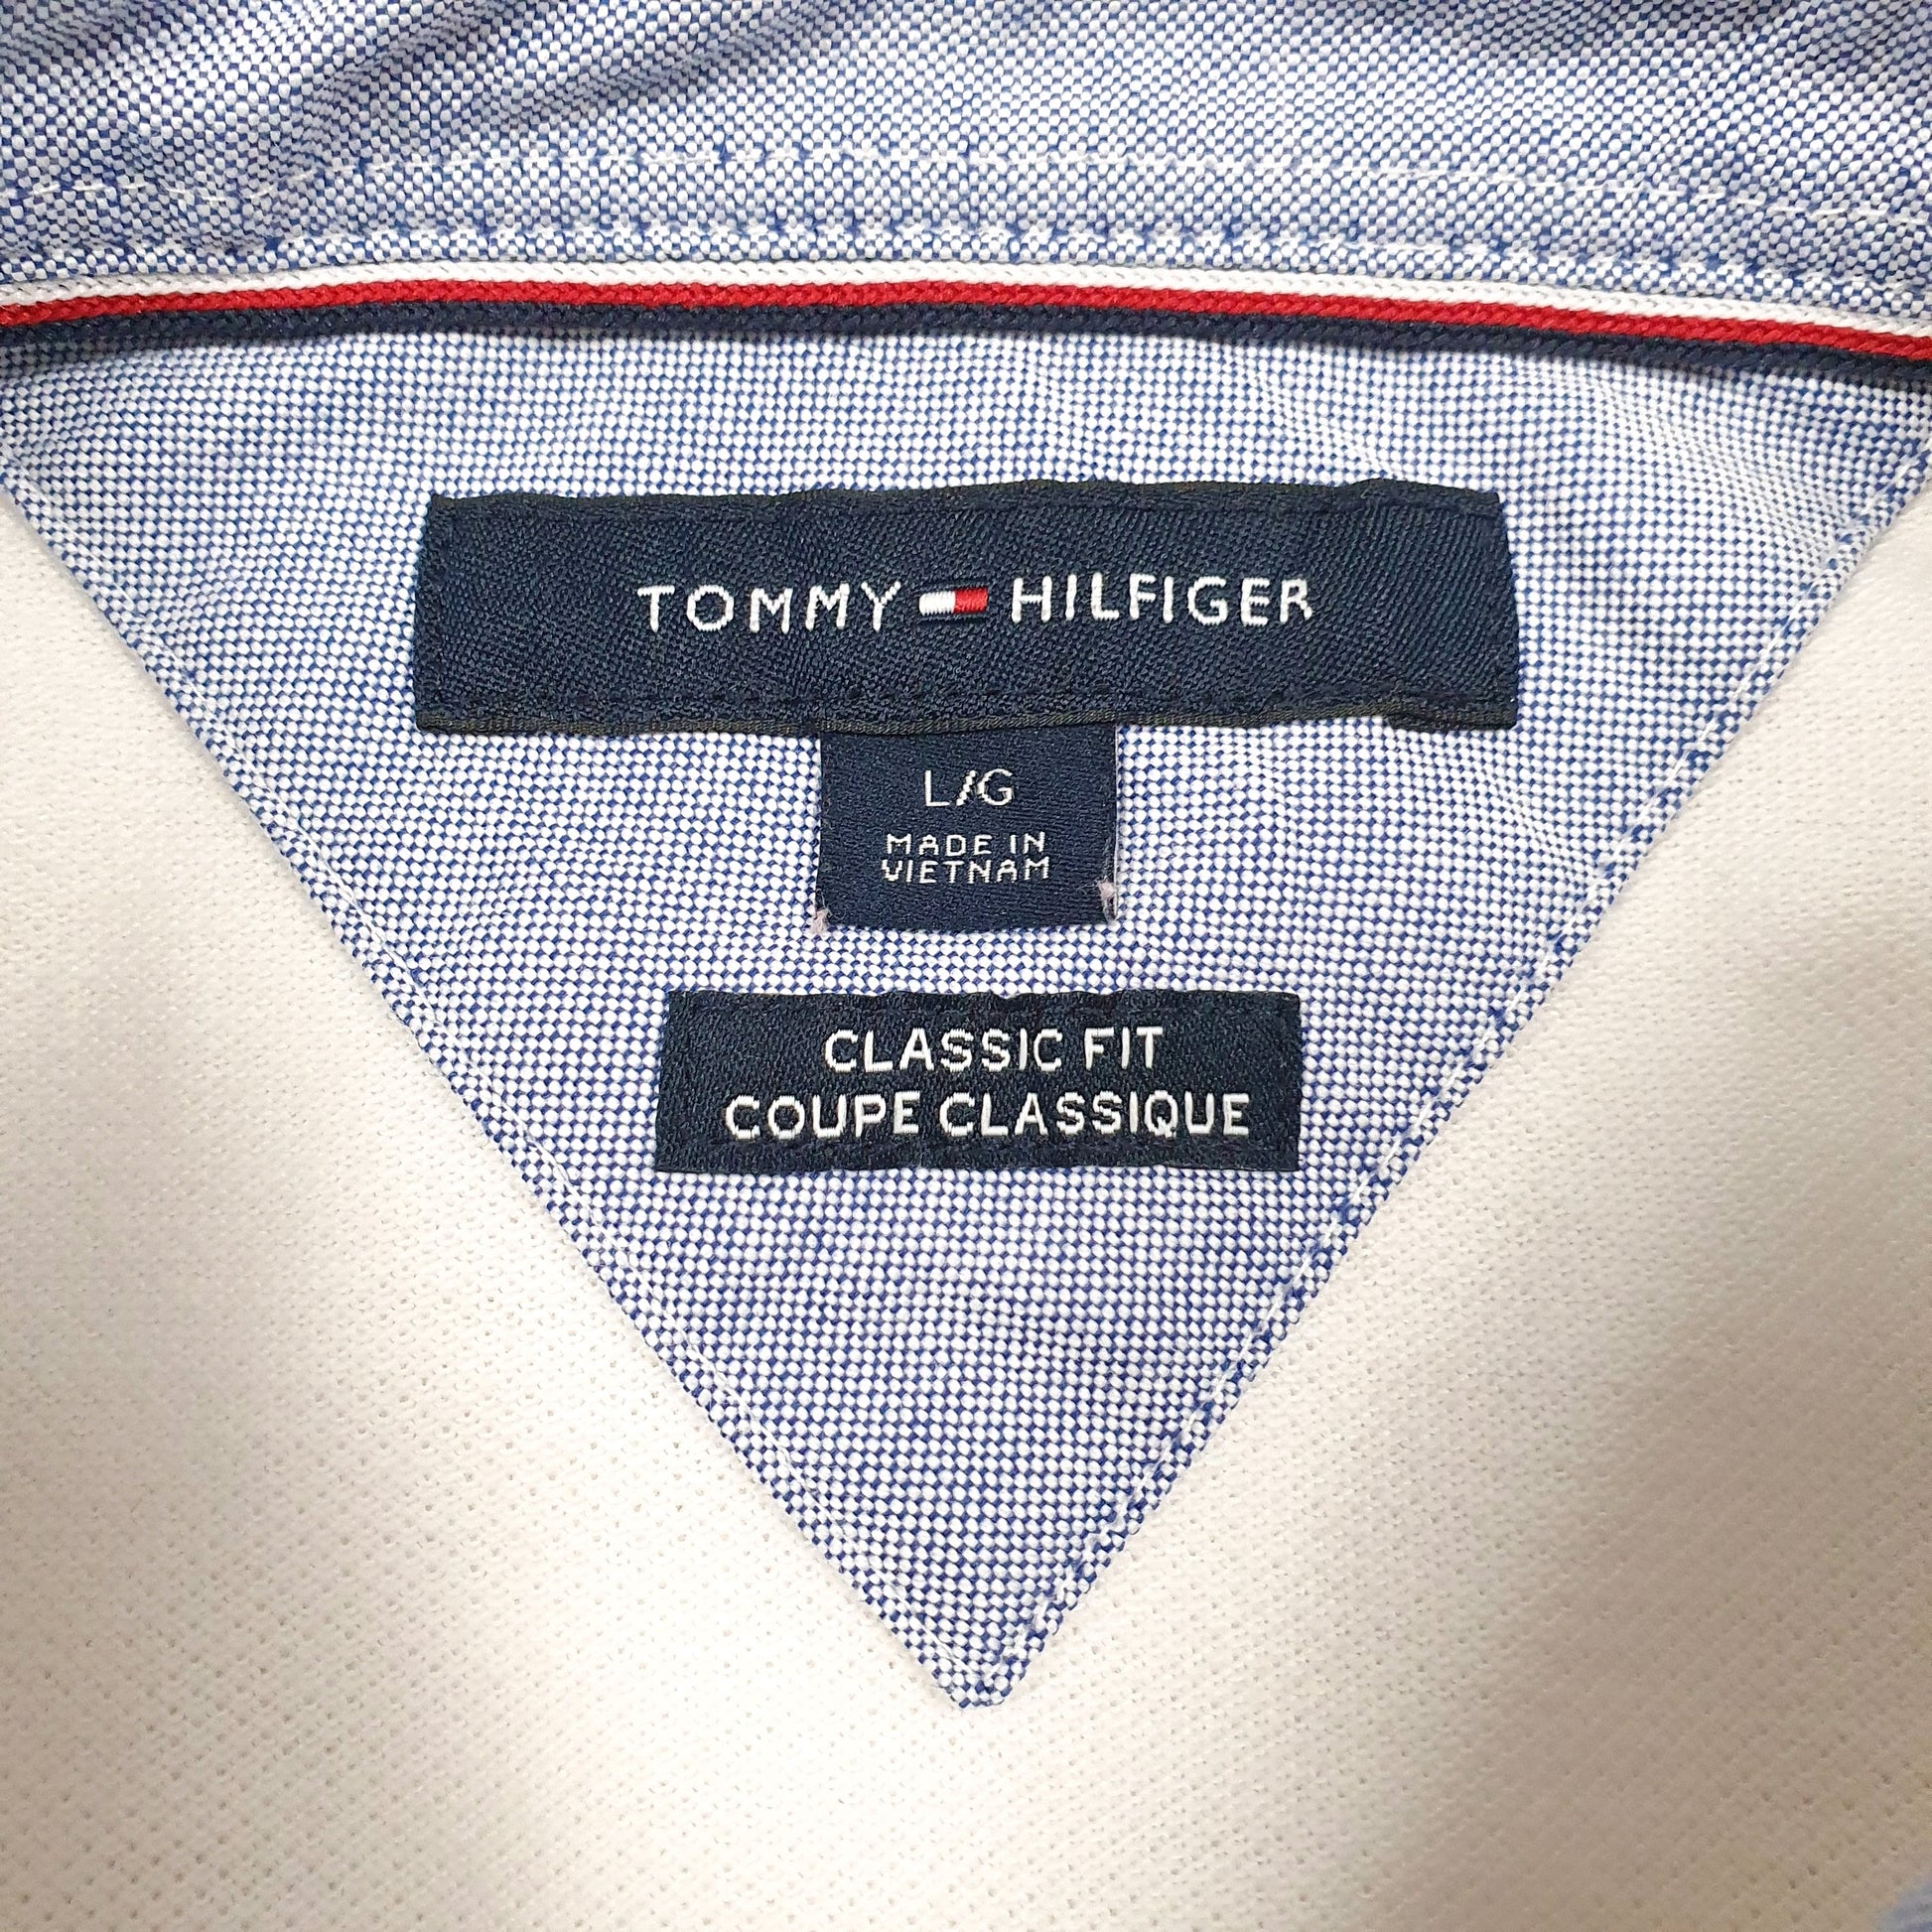 TOMMY HILFIGER
L/G
MADE IN
VIETNAM
CLASSIC FIT
COUPE CLASSIQUE